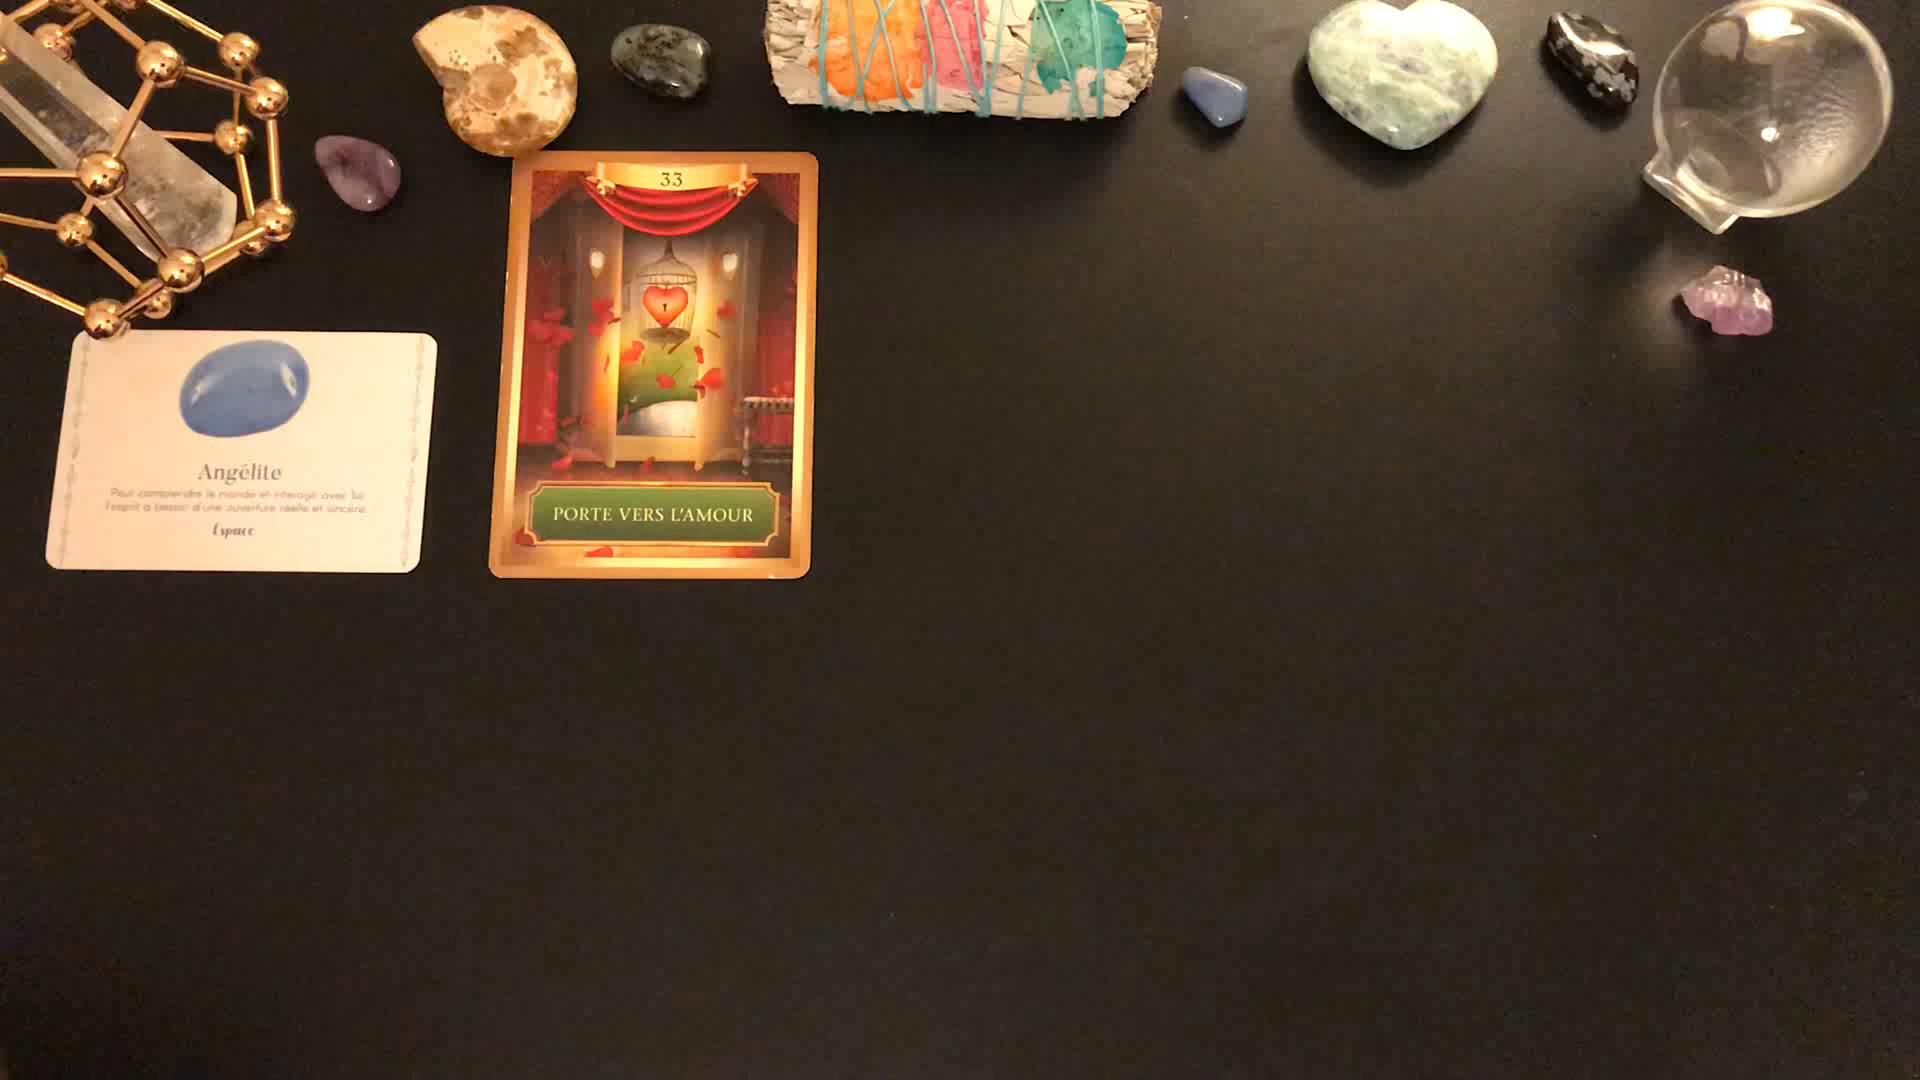 Angélite
Pour comprendre le monde et interagir avec lui
l'esprit a besoin d'une ouverture réelle et sincère
Espace
33
PORTE VERS L'AMOUR